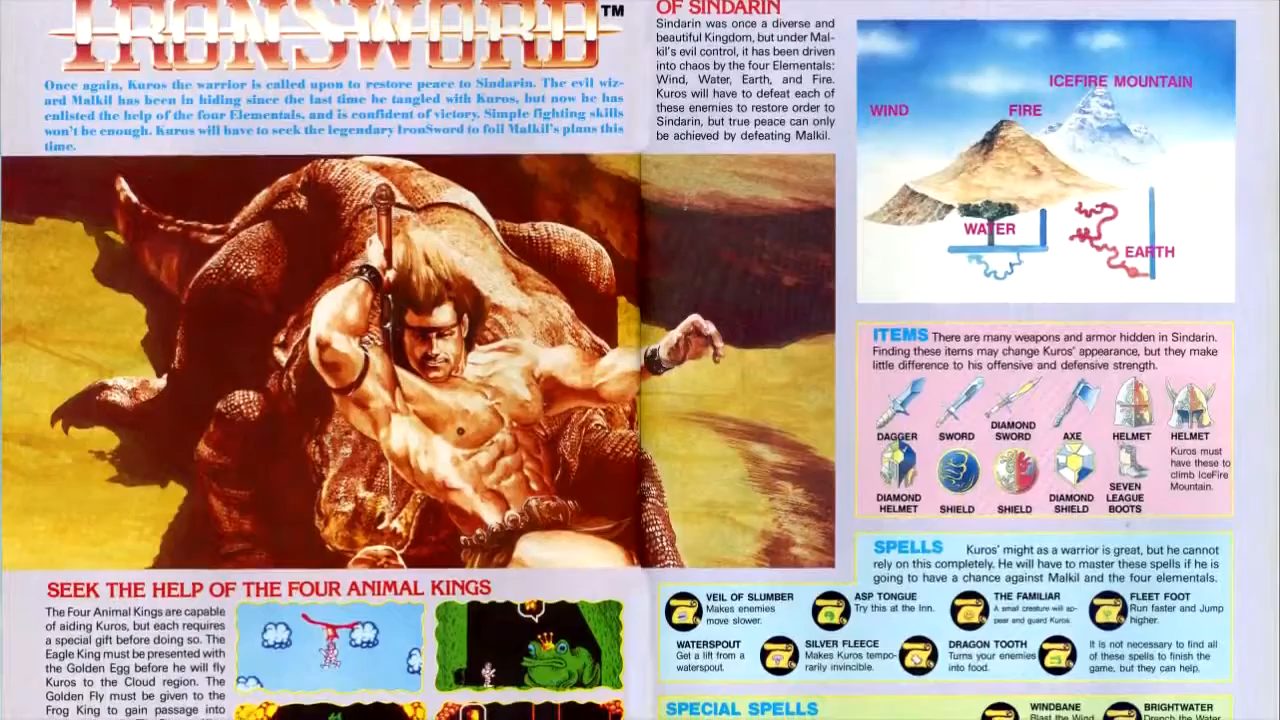 IRONSWORD™
Once again, Kuros the warrior is called upon to restore peace to Sindarin. The evil wiz-
ard Malkil has been in hiding since the last time he tangled with Kuros, but now he has
enlisted the help of the four Elementals, and is confident of victory. Simple fighting skills
won't be enough. Kuros will have to seek the legendary IronSword to foil Malkil's plans this
time.
OF SINDARIN
Sindarin was once a diverse and
beautiful Kingdom, but under Mal-
kil's evil control, it has been driven
into chaos by the four Elementals:
Wind, Water, Earth, and Fire.
Kuros will have to defeat each of
these enemies to restore order to
Sindarin, but true peace can only
be achieved by defeating Malkil.
ICEFIRE MOUNTAIN
WIND
FIRE
WATER
EARTH
ITEMS There are many weapons and armor hidden in Sindarin.
Finding these items may change Kuros' appearance, but they make
little difference to his offensive and defensive strength.
DAGGER
SWORD
DIAMOND
SWORD
AXE
HELMET
HELMET
DIAMOND
HELMET
SHIELD
SHIELD
DIAMOND
SHIELD
SEVEN
LEAGUE
BOOTS
Kuros must
have these to
climb IceFire
Mountain.
SPELLS Kuros' might as a warrior is great, but he cannot
rely on this completely. He will have to master these spells if he is
going to have a chance against Malkil and the four elementals.
VEIL OF SLUMBER
Makes enemies
move slower.
ASP TONGUE
Try this at the Inn.
THE FAMILIAR
A small creature will ap-
pear and guard Kuros.
FLEET FOOT
Run faster and Jump
higher.
WATERSPOUT
Get a lift from a
waterspout.
SILVER FLEECE
Makes Kuros tempo-
rarily invincible.
DRAGON TOOTH
Turns your enemies
into food.
It is not necessary to find all
of these spells to finish the
game, but they can help.
SPECIAL SPELLS
WINDBANE
Blast the Wind
BRIGHTWATER
Drench the Water
SEEK THE HELP OF THE FOUR ANIMAL KINGS
The Four Animal Kings are capable
of aiding Kuros, but each requires
a special gift before doing so. The
Eagle King must be presented with
the Golden Egg before he will fly
Kuros to the Cloud region. The
Golden Fly must be given to the
Frog King to gain passage into